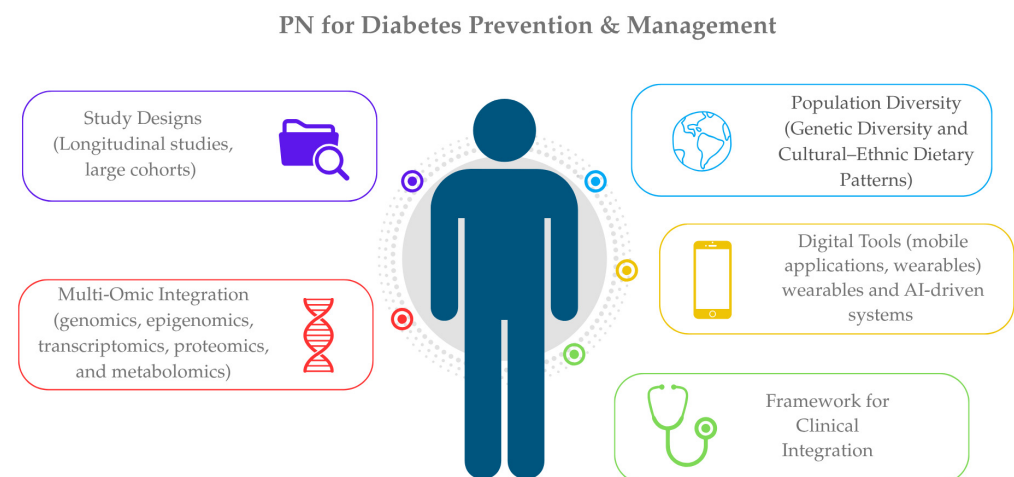 PN for Diabetes Prevention & Management
Study Designs
(Longitudinal studies,
large cohorts)
Multi-Omic Integration
(genomics, epigenomics,
transcriptomics, proteomics,
and metabolomics)
Population Diversity
(Genetic Diversity and
Cultural–Ethnic Dietary
Patterns)
Digital Tools (mobile
applications, wearables)
wearables and AI-driven
systems
Framework for
Clinical
Integration